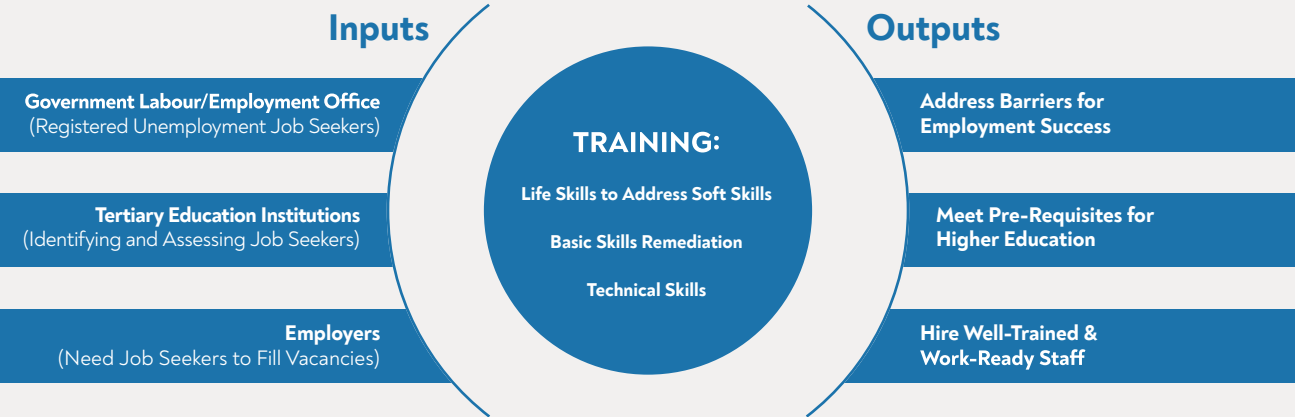 Inputs
Government Labour/Employment Office
(Registered Unemployment Job Seekers)
Tertiary Education Institutions
(Identifying and Assessing Job Seekers)
Employers
(Need Job Seekers to Fill Vacancies)
TRAINING:
Life Skills to Address Soft Skills
Basic Skills Remediation
Technical Skills
Outputs
Address Barriers for
Employment Success
Meet Pre-Requisites for
Higher Education
Hire Well-Trained &
Work-Ready Staff